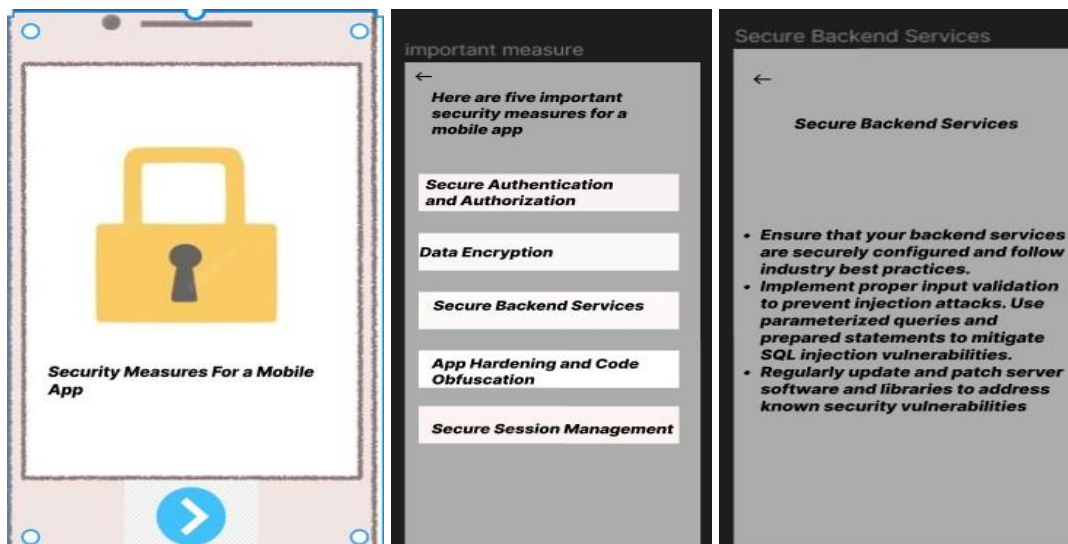 Security Measures For a Mobile
App
important measure
Here are five important
security measures for a
mobile app
Secure Authentication
and Authorization
Data Encryption
Secure Backend Services
App Hardening and Code
Obfuscation
Secure Session Management
Secure Backend Services
Secure Backend Services
• Ensure that your backend services
are securely configured and follow
industry best practices.
• Implement proper input validation
to prevent injection attacks. Use
parameterized queries and
prepared statements to mitigate
SQL injection vulnerabilities.
• Regularly update and patch server
software and libraries to address
known security vulnerabilities